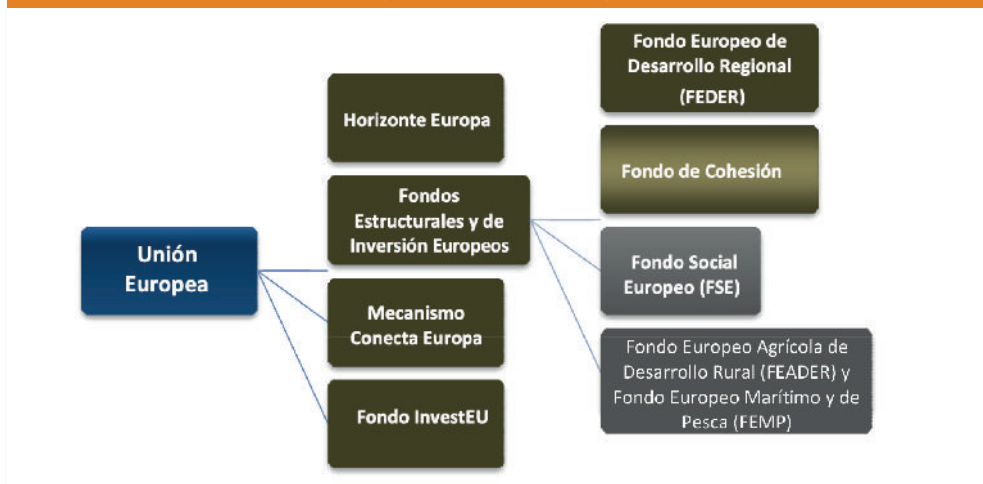 Unión
Europea
Horizonte Europa
Fondos
Estructurales y de
Inversión Europeos
Mecanismo
Conecta Europa
Fondo InvestEU
Fondo Europeo de
Desarrollo Regional
(FEDER)
Fondo de Cohesión
Fondo Social
Europeo (FSE)
Fondo Europeo Agrícola de
Desarrollo Rural (FEADER) y
Fondo Europeo Marítimo y de
Pesca (FEMP)